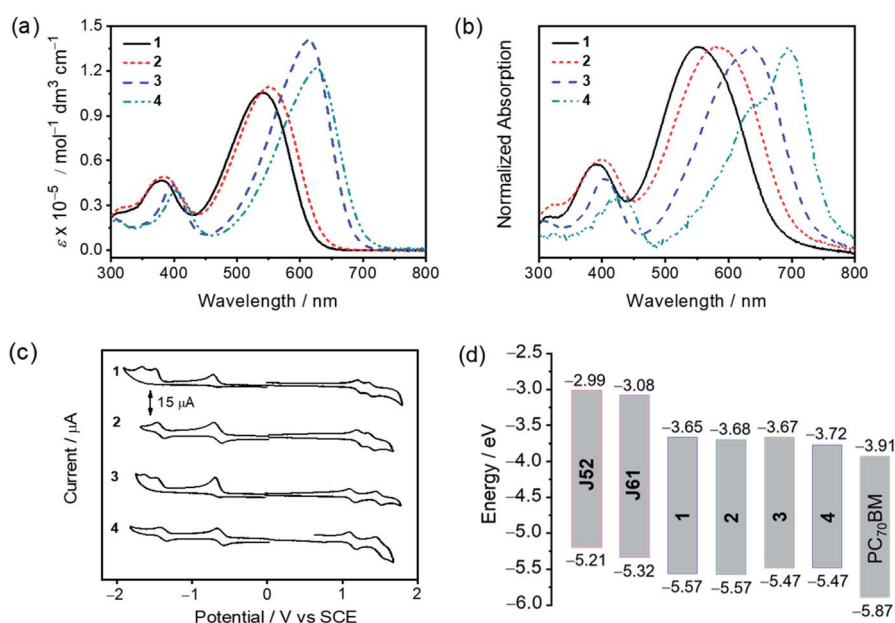 (a)
1
2
3
4
ε x 10⁻⁵ / mol⁻¹ dm³ cm⁻¹
1.5
1.2
0.9
0.6
0.3
0.0
300 400 500 600 700 800
Wavelength / nm
(b)
1
2
3
4
Normalized Absorption
300 400 500 600 700 800
Wavelength / nm
(c)
1
15 μA
2
3
4
Current / μA
−2 −1 0 1 2
Potential / V vs SCE
(d)
Energy / eV
−2.5
−3.0
−3.5
−4.0
−4.5
−5.0
−5.5
−6.0
−2.99
J52
−5.21
−3.08
J61
−5.32
−3.65
1
−5.57
−3.68
2
−5.57
−3.67
3
−5.47
−3.72
4
−5.47
−3.91
PC₇₀BM
−5.87